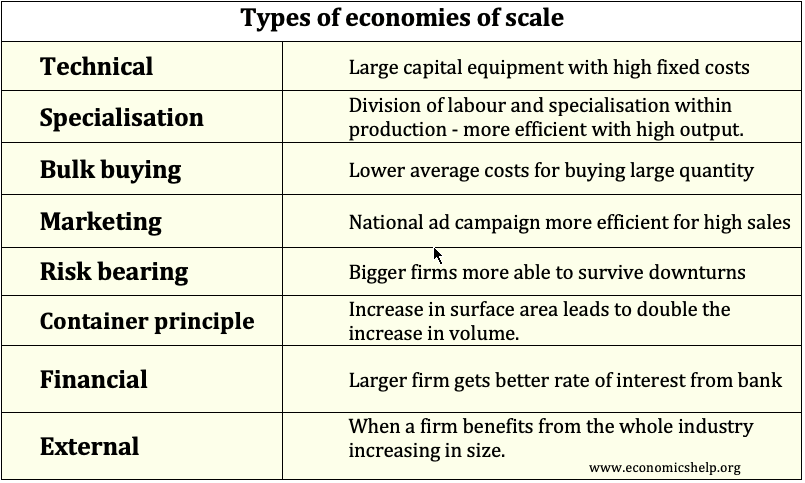 Types of economies of scale
Technical
Large capital equipment with high fixed costs
Specialisation
Division of labour and specialisation within
production - more efficient with high output.
Bulk buying
Lower average costs for buying large quantity
Marketing
National ad campaign more efficient for high sales
Risk bearing
Bigger firms more able to survive downturns
Container principle
Increase in surface area leads to double the
increase in volume.
Financial
Larger firm gets better rate of interest from bank
External
When a firm benefits from the whole industry
increasing in size.
www.economicshelp.org